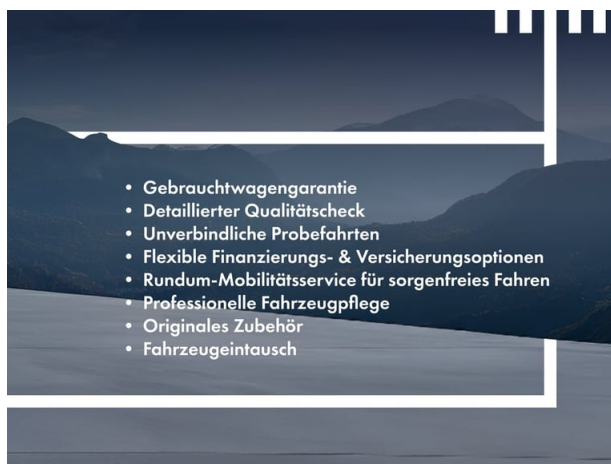 • Gebrauchtwagengarantie
• Detaillierter Qualitätscheck
• Unverbindliche Probefahrten
• Flexible Finanzierungs- & Versicherungsoptionen
• Rundum-Mobilitätsservice für sorgenfreies Fahren
• Professionelle Fahrzeugpflege
• Originales Zubehör
• Fahrzeugeintausch